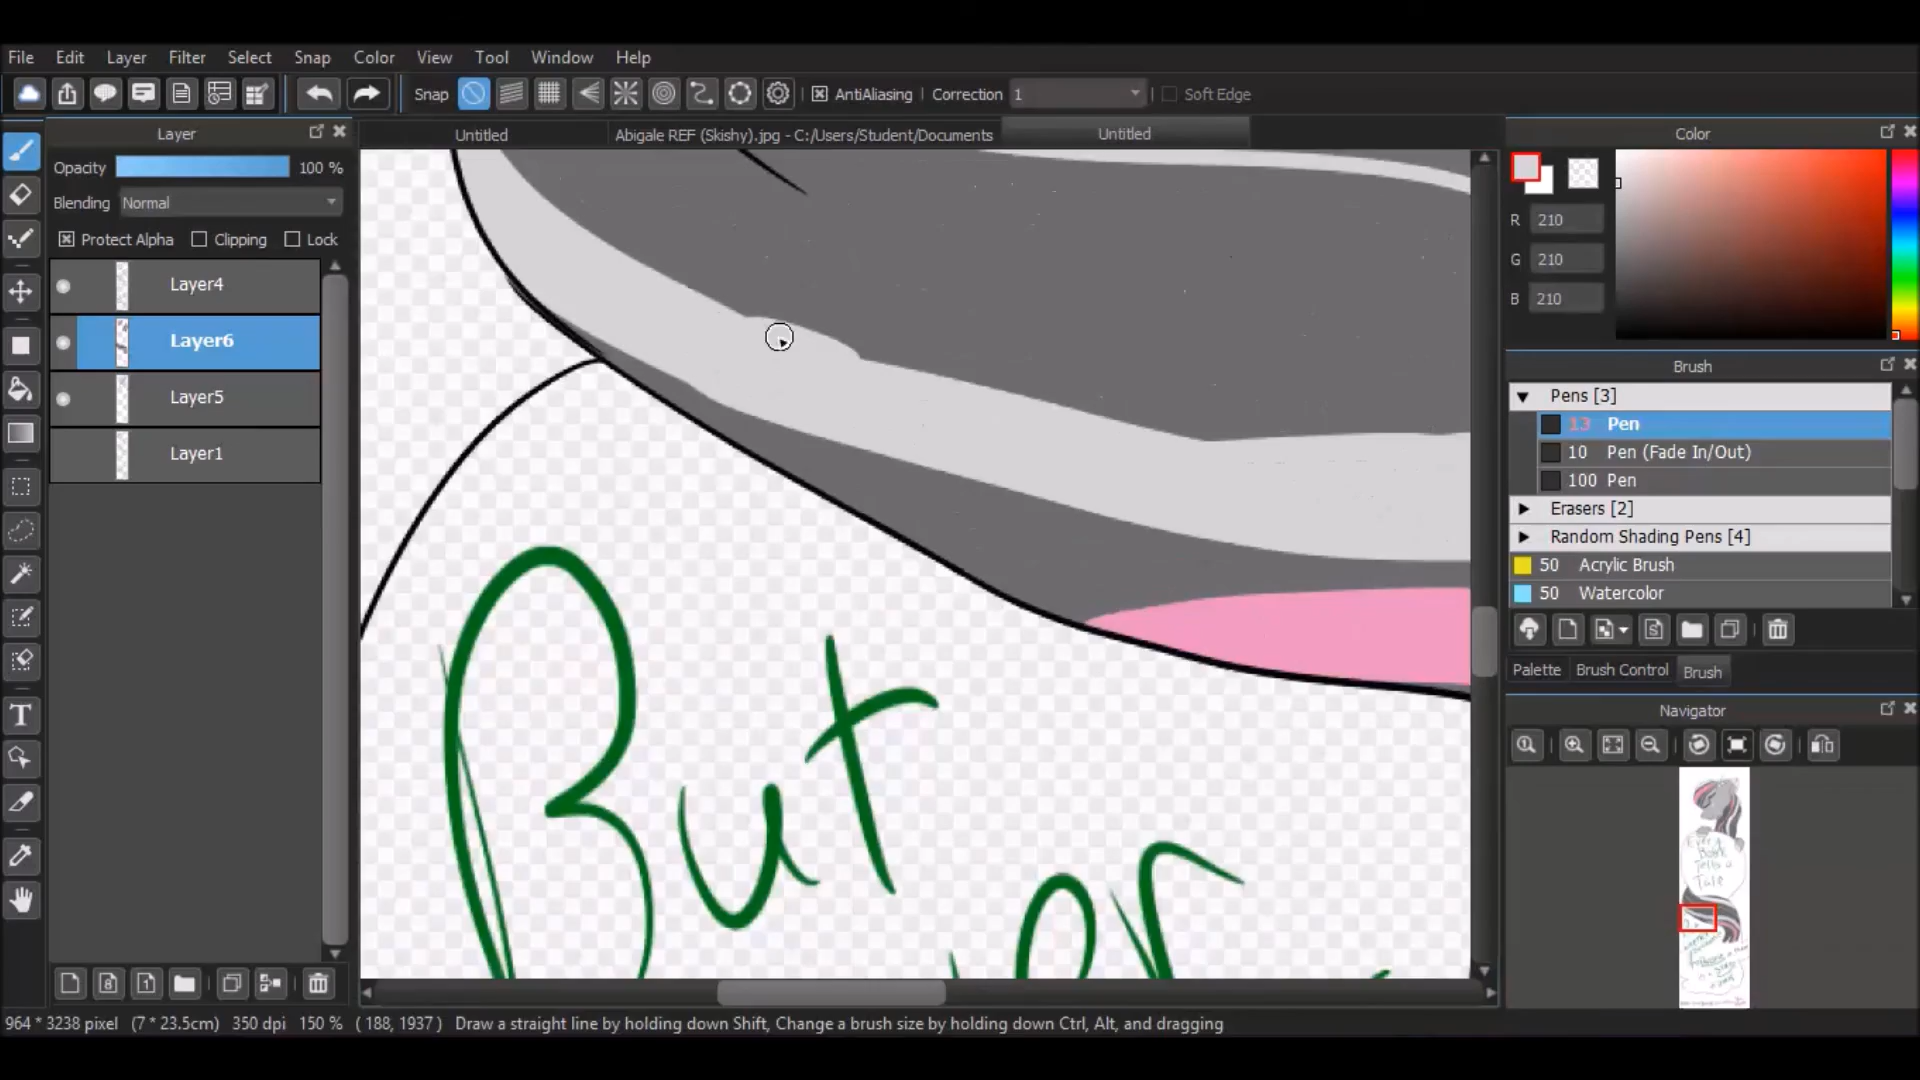 File Edit Layer Filter Select Snap Color View Tool Window Help
Snap AntiAliasing Correction 1 Soft Edge
Layer
Untitled Abigale REF (Skishy).jpg - C:/Users/Student/Documents Untitled
Opacity 100 %
Blending Normal
Protect Alpha Clipping Lock
Layer4
Layer6
Layer5
Layer1
But
er
Color
R 210
G 210
B 210
Brush
Pens [3]
13 Pen
10 Pen (Fade In/Out)
100 Pen
Erasers [2]
Random Shading Pens [4]
50 Acrylic Brush
50 Watercolor
Palette Brush Control Brush
Navigator
Every
Book
Tells a
Tale
964 * 3238 pixel (7 * 23.5cm) 350 dpi 150 % ( 188, 1937 ) Draw a straight line by holding down Shift, Change a brush size by holding down Ctrl, Alt, and dragging